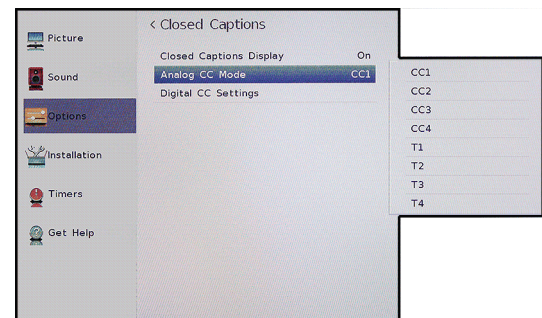 < Closed Captions
Picture
Sound
Options
Installation
Timers
Get Help
Closed Captions Display On
Analog CC Mode CC1
Digital CC Settings
CC1
CC2
CC3
CC4
T1
T2
T3
T4